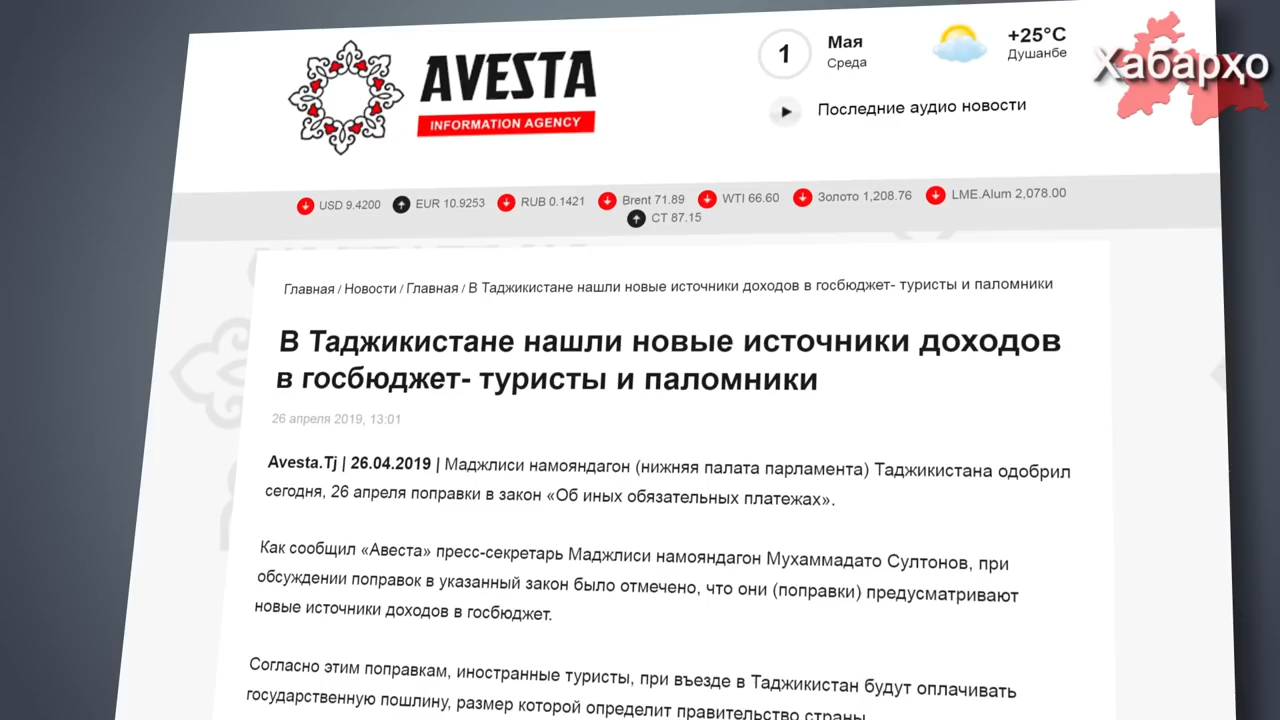 AVESTA
INFORMATION AGENCY
1
Мая
Среда
+25°C
Душанбе
Хабарҳо
Последние аудио новости
USD 9.4200 EUR 10.9253 RUB 0.1421 Brent 71.89 WTI 66.60 Золото 1,208.76 LME.Alum 2,078.00
CT 87.15
Главная / Новости / Главная / В Таджикистане нашли новые источники доходов в госбюджет- туристы и паломники
В Таджикистане нашли новые источники доходов
в госбюджет- туристы и паломники
26 апреля 2019, 13:01
Avesta.Tj | 26.04.2019 | Маджлиси намояндагон (нижняя палата парламента) Таджикистана одобрил
сегодня, 26 апреля поправки в закон «Об иных обязательных платежах».
Как сообщил «Авеста» пресс-секретарь Маджлиси намояндагон Мухаммадато Султонов, при
обсуждении поправок в указанный закон было отмечено, что они (поправки) предусматривают
новые источники доходов в госбюджет.
Согласно этим поправкам, иностранные туристы, при въезде в Таджикистан будут оплачивать
государственную пошлину, размер которой определит правительство страны.